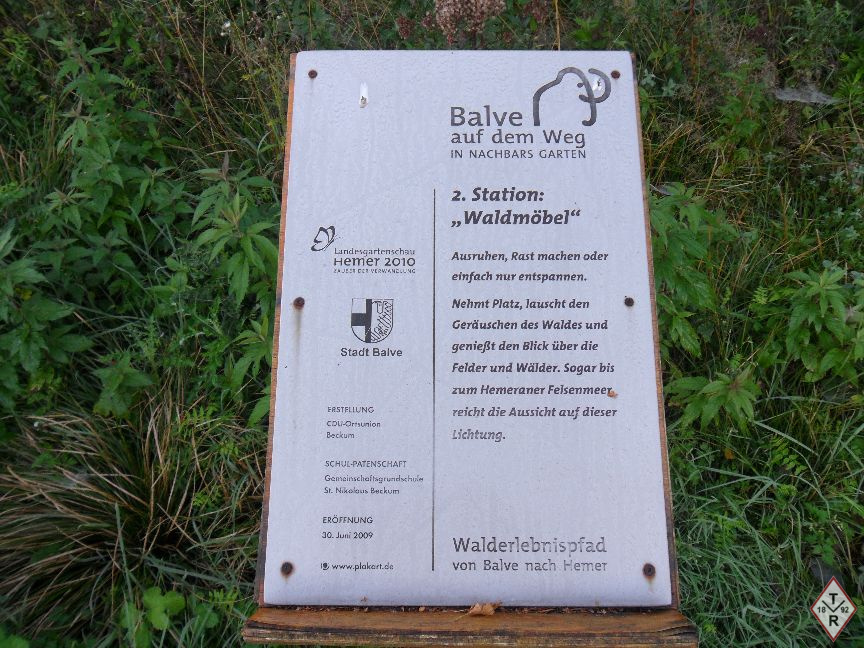 Balve
auf dem Weg
IN NACHBARS GARTEN
2. Station:
„Waldmöbel“
Ausruhen, Rast machen oder
einfach nur entspannen.
Nehmt Platz, lauscht den
Geräuschen des Waldes und
genießt den Blick über die
Felder und Wälder. Sogar bis
zum Hemeraner Felsenmeer
reicht die Aussicht auf dieser
Lichtung.
Walderlebnispfad
von Balve nach Hemer
Landesgartenschau
Hemer 2010
ZAUBER DER VERWANDLUNG
Stadt Balve
ERSTELLUNG
CDU-Ortsunion
Beckum
SCHUL-PATENSCHAFT
Gemeinschaftsgrundschule
St. Nikolaus Beckum
ERÖFFNUNG
30. Juni 2009
www.plakart.de
T
18 92
R